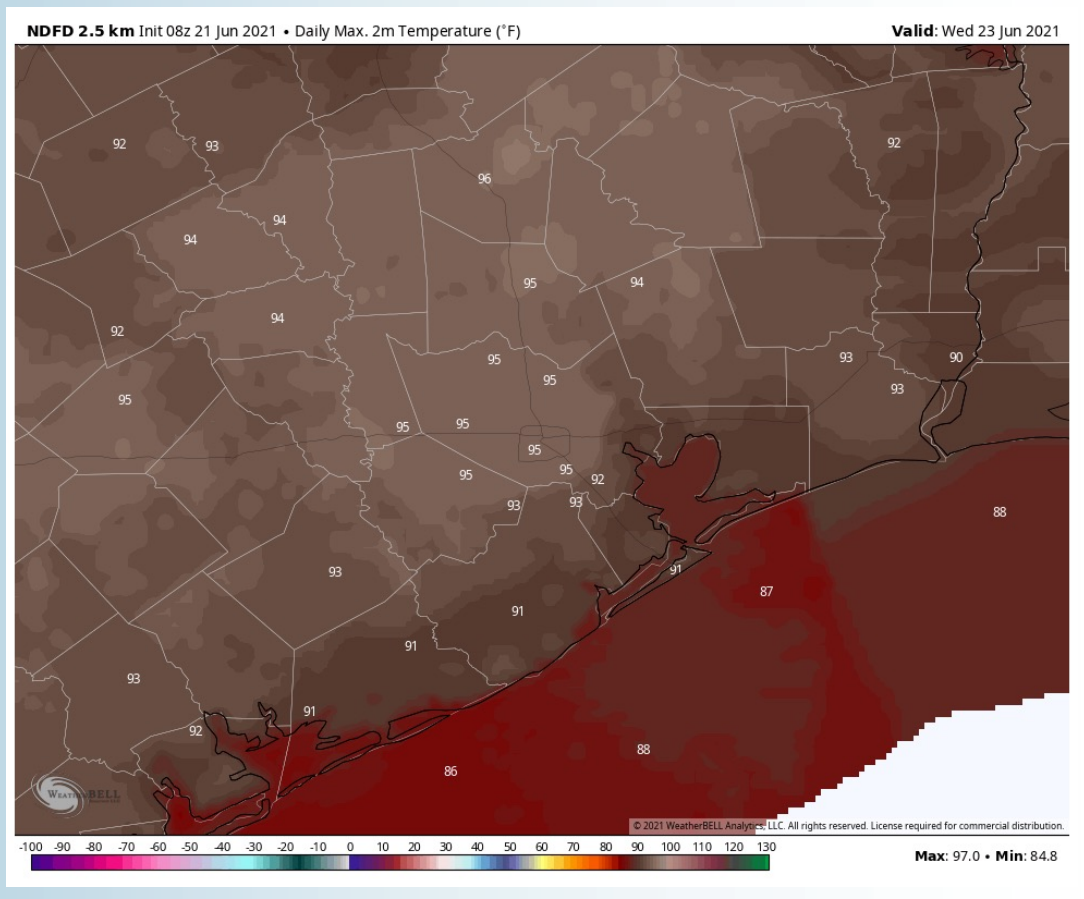 NDFD 2.5 km Init 08z 21 Jun 2021 • Daily Max. 2m Temperature (°F) Valid: Wed 23 Jun 2021
92 93 92
96
94
94
95 94
94
92
95 93 90
95 93
95
95 95
95
95 95 92
93 93
88
93 91
87
91
91
93
91
92
88
86
WEATHERBELL
© 2021 WeatherBELL Analytics, LLC. All rights reserved. License required for commercial distribution.
-100 -90 -80 -70 -60 -50 -40 -30 -20 -10 0 10 20 30 40 50 60 70 80 90 100 110 120 130
Max: 97.0 • Min: 84.8